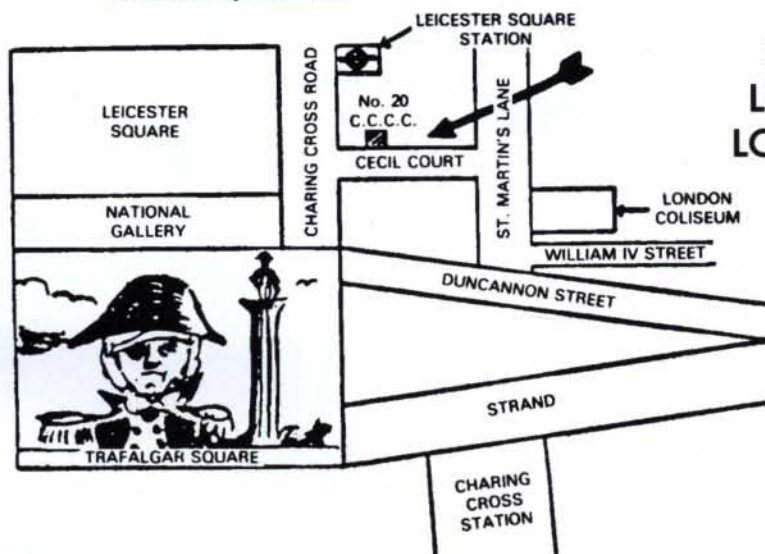 LEICESTER SQUARE
STATION
CHARING CROSS ROAD
LEICESTER
SQUARE
No. 20
C.C.C.C.
ST. MARTIN'S LANE
L
LO
CECIL COURT
NATIONAL
GALLERY
LONDON
COLISEUM
WILLIAM IV STREET
DUNCANNON STREET
STRAND
TRAFALGAR SQUARE
CHARING
CROSS
STATION